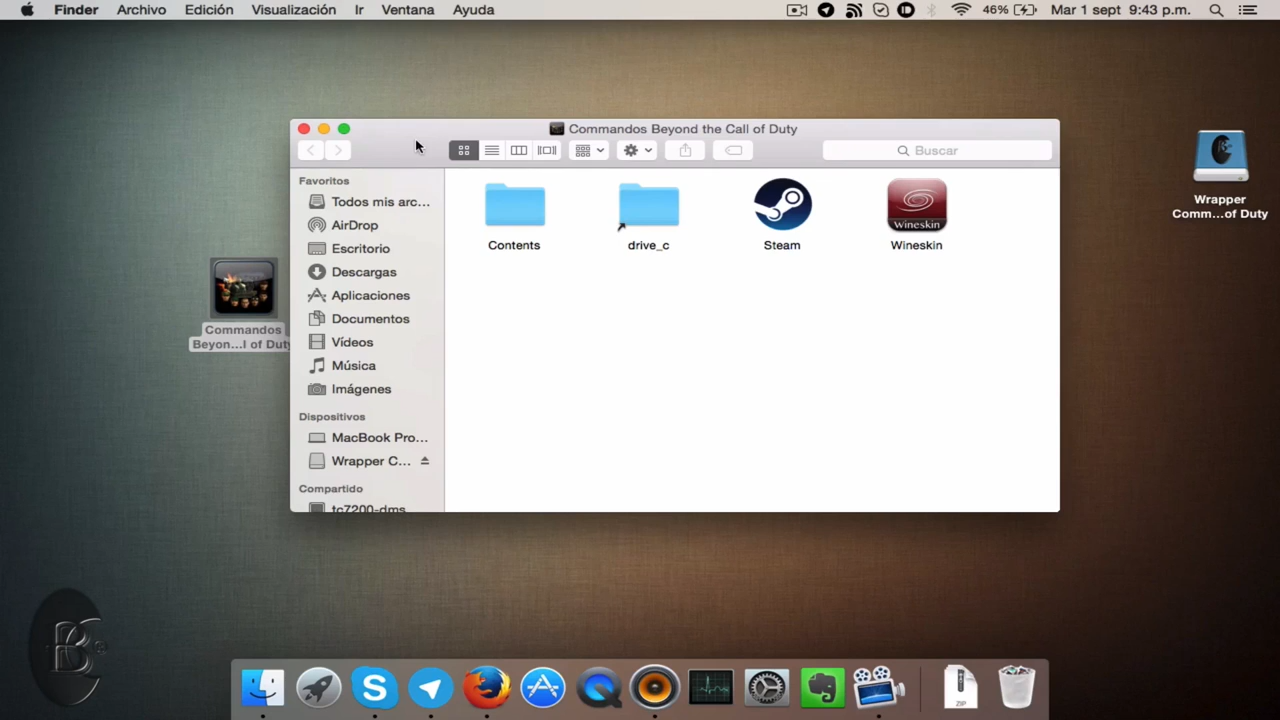 Finder Archivo Edición Visualización Ir Ventana Ayuda 46% Mar 1 sept 9:43 p.m.
Commandos Beyond the Call of Duty
Buscar
Favoritos
Todos mis arc...
AirDrop
Escritorio
Descargas
Aplicaciones
Documentos
Vídeos
Música
Imágenes
Dispositivos
MacBook Pro...
Wrapper C...
Compartido
tc7200-dms
Contents
drive_c
Steam
Wineskin
Wineskin
Commandos
Beyon...l of Duty
Wrapper
Comm...of Duty
ZIP